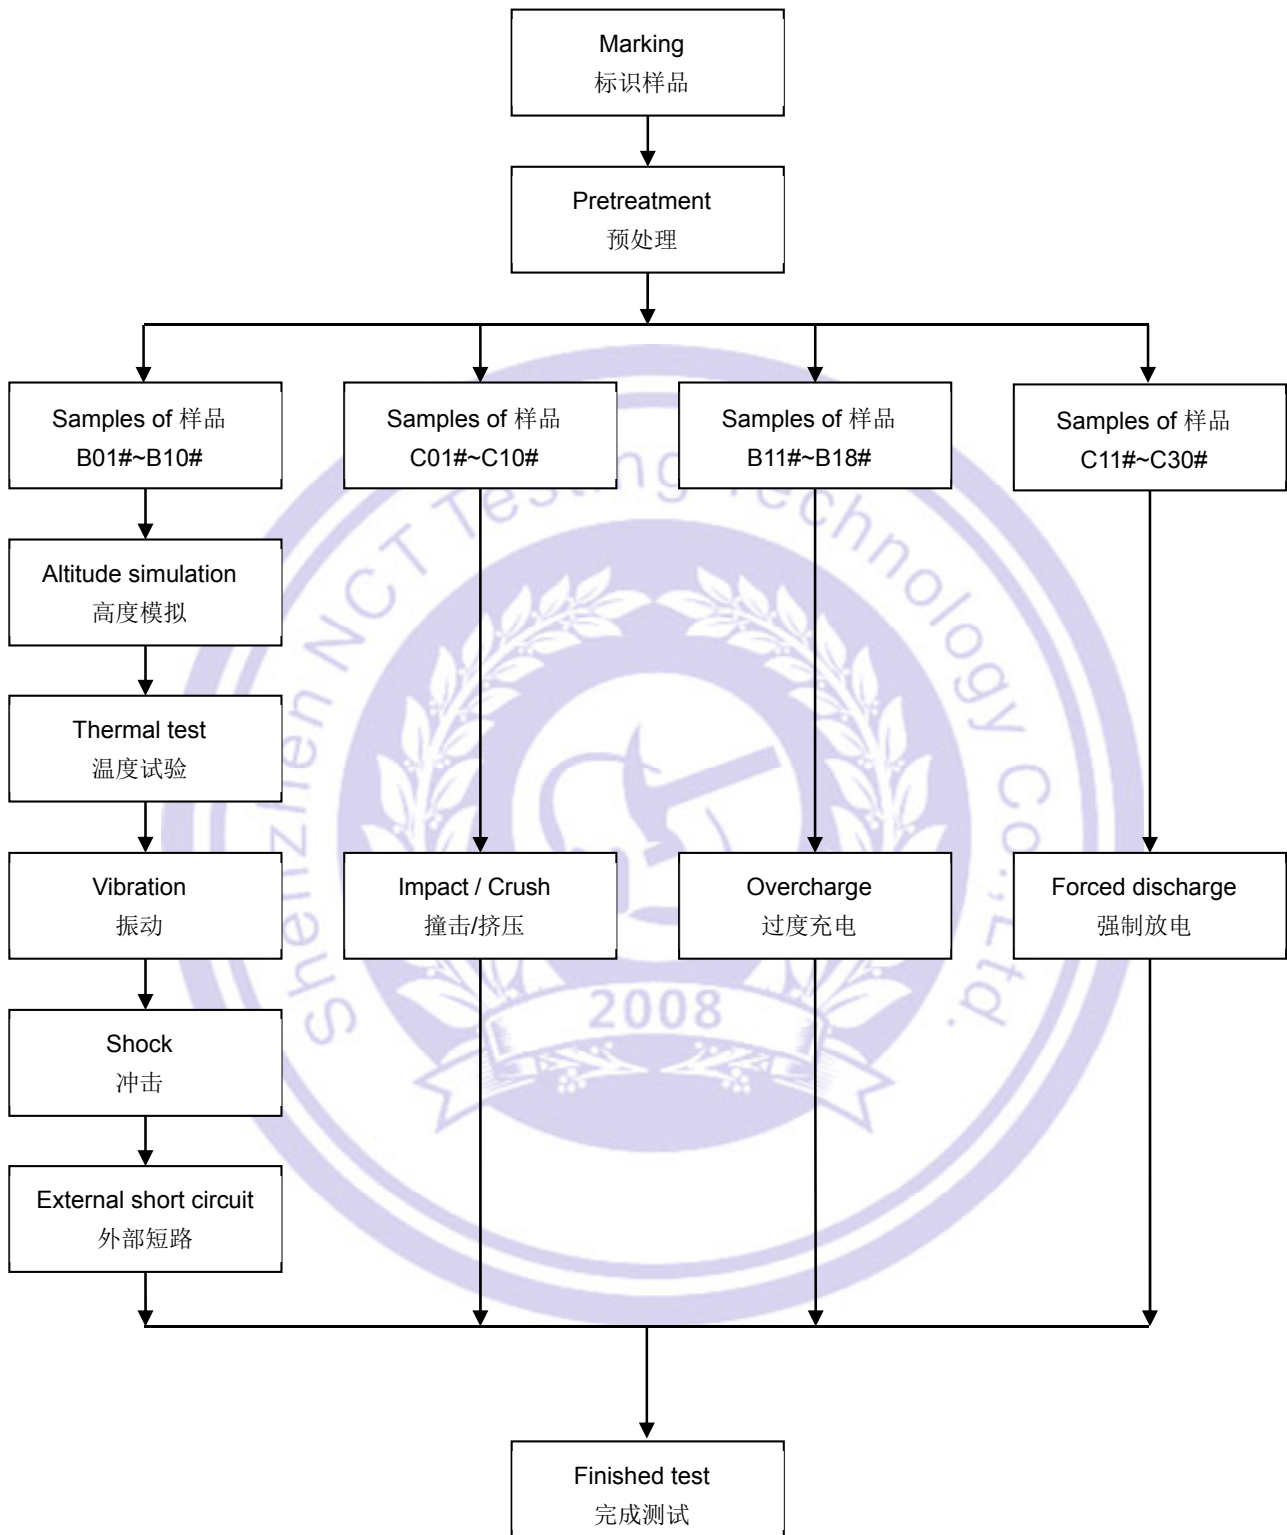 Marking
标识样品
Pretreatment
预处理
Samples of 样品
B01#~B10#
Samples of 样品
C01#~C10#
Samples of 样品
B11#~B18#
Samples of 样品
C11#~C30#
Altitude simulation
高度模拟
Thermal test
温度试验
Vibration
振动
Impact / Crush
撞击/挤压
Overcharge
过度充电
Forced discharge
强制放电
Shock
冲击
External short circuit
外部短路
Finished test
完成测试
Shenzhen NCT Testing Technology Co.,Ltd.
2008